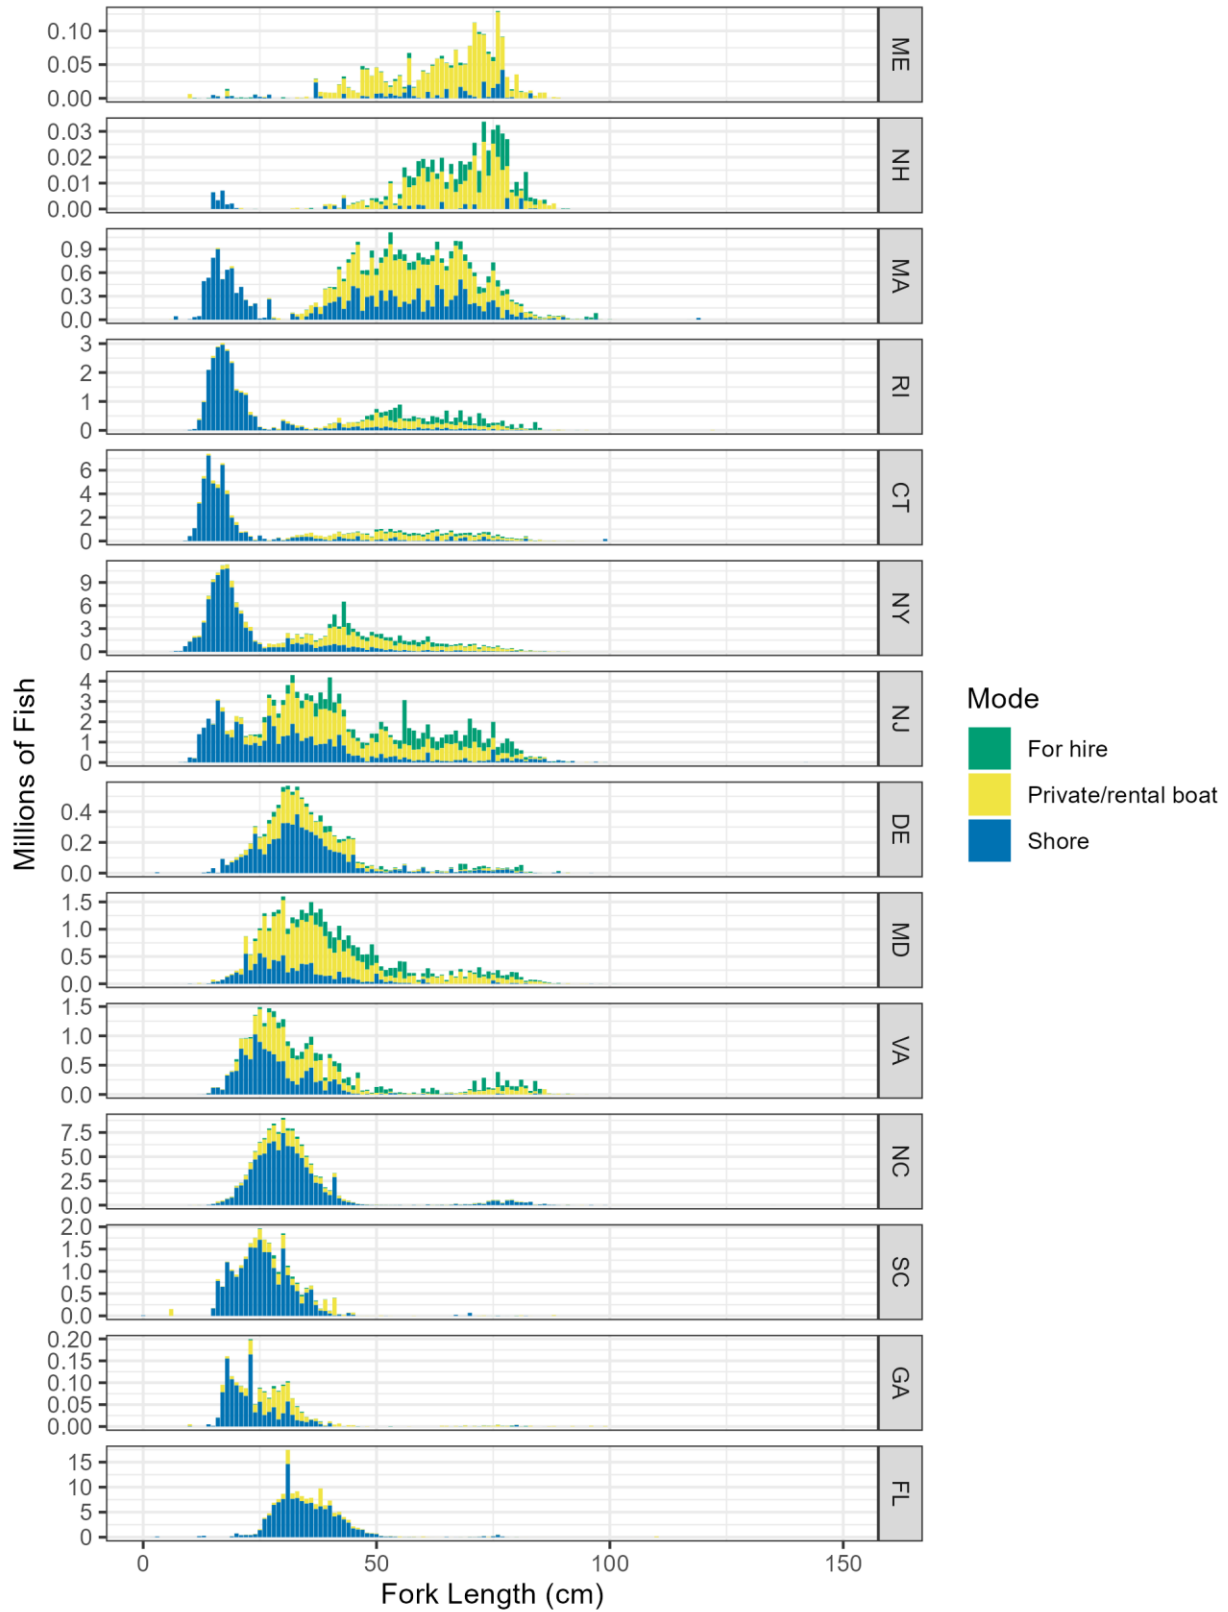 0.10
0.05
0.00
ME
0.03
0.02
0.01
0.00
NH
0.9
0.6
0.3
0.0
MA
3
2
1
0
RI
6
4
2
0
CT
9
6
3
0
NY
4
3
2
1
0
NJ
0.4
0.2
0.0
DE
1.5
1.0
0.5
0.0
MD
1.5
1.0
0.5
0.0
VA
7.5
5.0
2.5
0.0
NC
2.0
1.5
1.0
0.5
0.0
SC
0.20
0.15
0.10
0.05
0.00
GA
15
10
5
0
FL
0 50 100 150
Fork Length (cm)
Millions of Fish
Mode
For hire
Private/rental boat
Shore